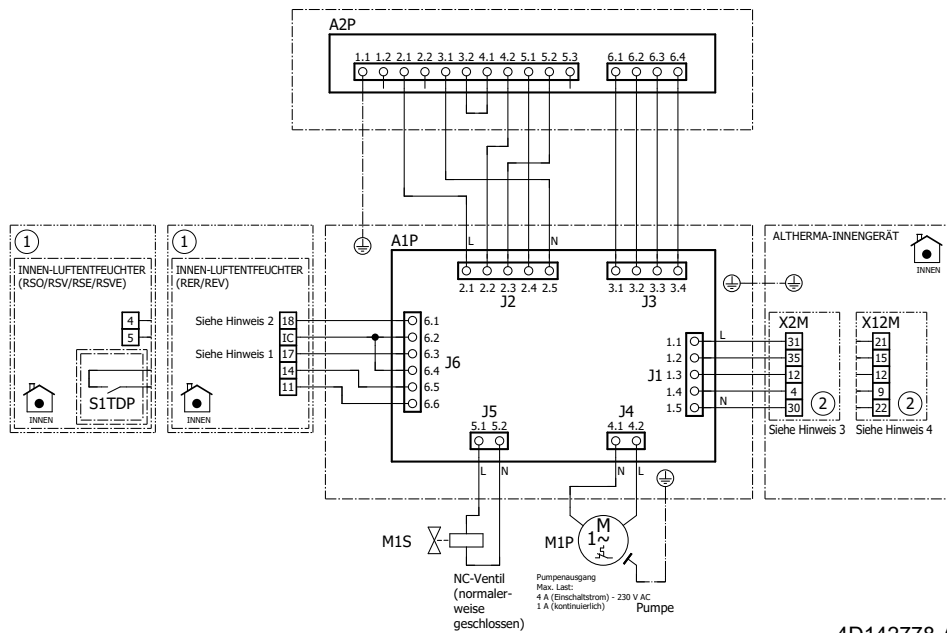 A2P
1.1 1.2 2.1 2.2 3.1 3.2 4.1 4.2 5.1 5.2 5.3 6.1 6.2 6.3 6.4
1
INNEN-LUFTENTFEUCHTER
(RSO/RSV/RSE/RSVE)
4
5
S1TDP
INNEN
1
INNEN-LUFTENTFEUCHTER
(RER/REV)
Siehe Hinweis 2 18
IC
Siehe Hinweis 1 17
14
11
INNEN
A1P
L N
2.1 2.2 2.3 2.4 2.5
J2
3.1 3.2 3.3 3.4
J3
6.1
6.2
6.3
6.4
6.5
6.6
J6
1.1 L
1.2
1.3
1.4
1.5 N
J1
J5
5.1 5.2
L N
J4
4.1 4.2
N L
ALTHERMA-INNENGERÄT
INNEN
X2M
31
35
12
4
30
2
Siehe Hinweis 3
X12M
21
15
12
9
22
2
Siehe Hinweis 4
M1S
NC-Ventil
(normaler-
weise
geschlossen)
M1P
M
1~
Pumpenausgang
Max. Last:
4 A (Einschaltstrom) - 230 V AC
1 A (kontinuierlich)
Pumpe